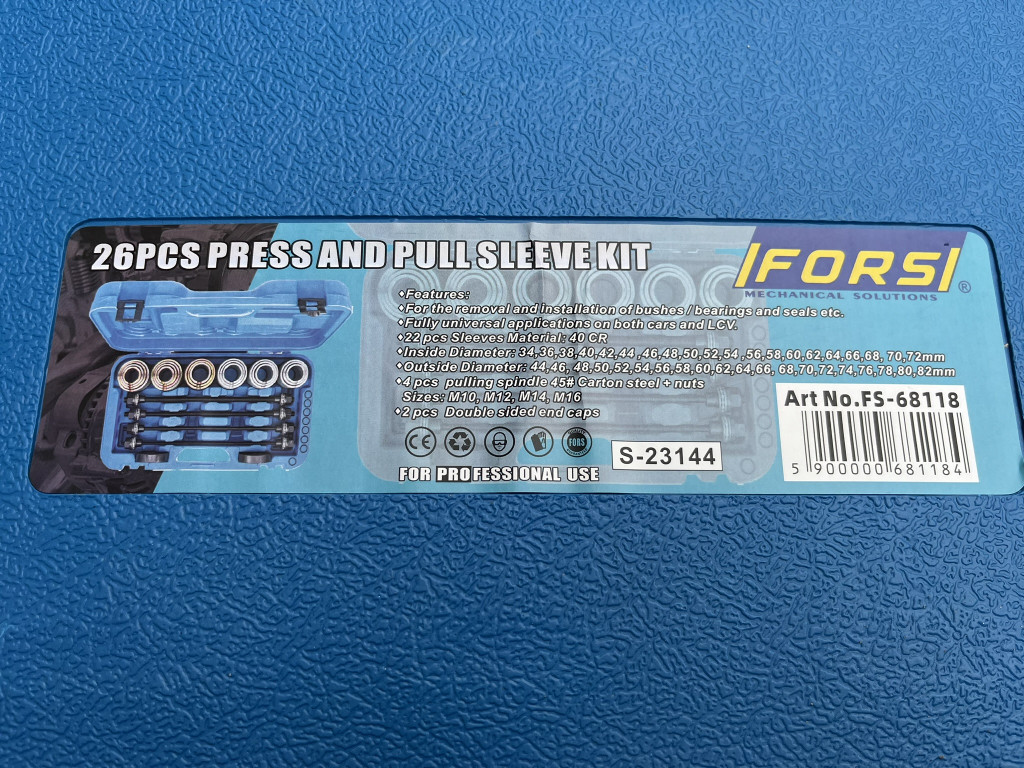 26PCS PRESS AND PULL SLEEVE KIT
FORS®
MECHANICAL SOLUTIONS
♦Features:
♦For the removal and installation of bushes / bearings and seals etc.
♦Fully universal applications on both cars and LCV.
♦22 pcs Sleeves Material: 40 CR
♦Inside Diameter: 34,36,38,40,42,44 ,46,48,50,52,54 ,56,58,60,62,64,66,68, 70,72mm
♦Outside Diameter: 44,46, 48,50,52,54,56,58,60,62,64,66, 68,70,72,74,76,78,80,82mm
♦4 pcs pulling spindle 45# Carton steel + nuts
Sizes: M10, M12, M14, M16
♦2 pcs Double sided end caps
CE
FORS
FOR PROFESSIONAL USE
S-23144
Art No.FS-68118
5 900000 681184